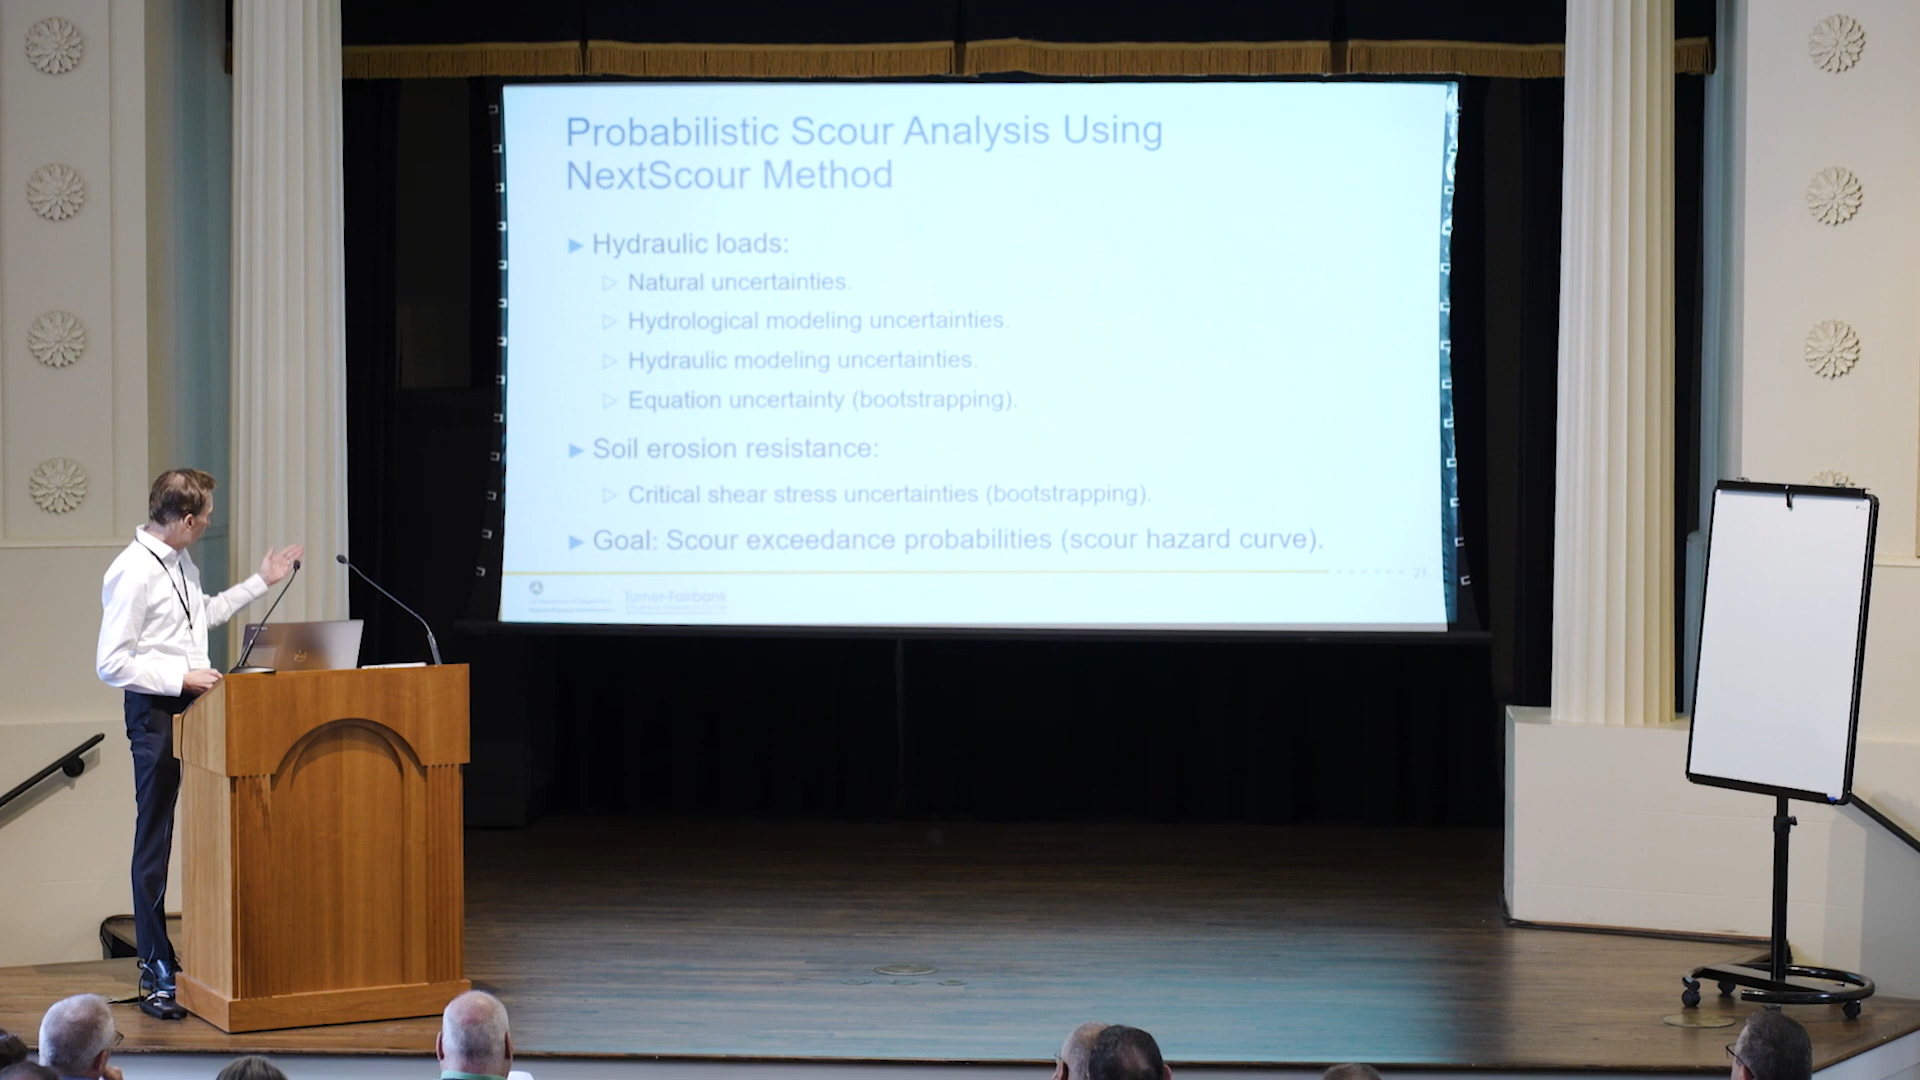 Probabilistic Scour Analysis Using
NextScour Method
► Hydraulic loads:
▷ Natural uncertainties.
▷ Hydrological modeling uncertainties.
▷ Hydraulic modeling uncertainties.
▷ Equation uncertainty (bootstrapping).
► Soil erosion resistance:
▷ Critical shear stress uncertainties (bootstrapping).
► Goal: Scour exceedance probabilities (scour hazard curve).
21
Turner-Fairbank